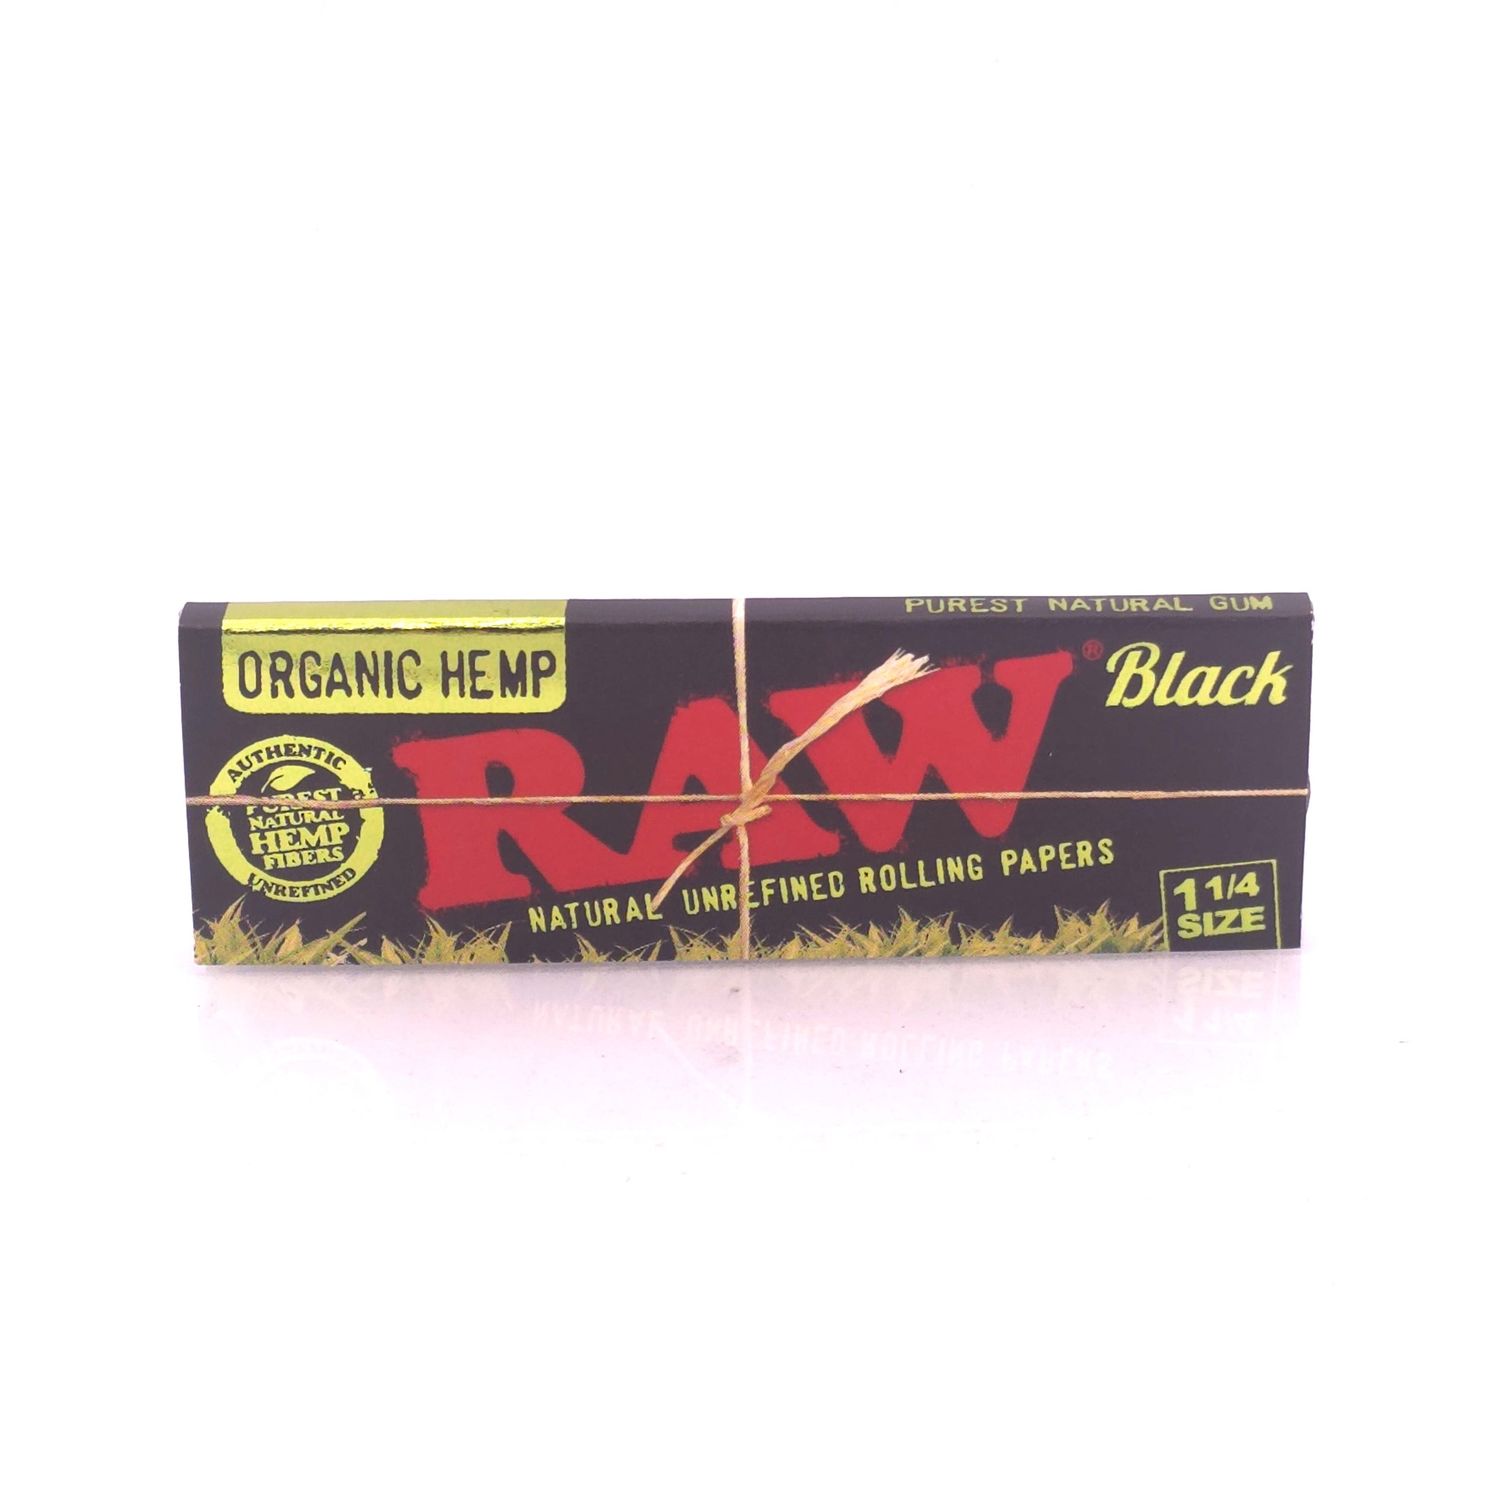 PUREST NATURAL GUM
ORGANIC HEMP
RAW® Black
AUTHENTIC
PUREST
NATURAL
HEMP
FIBERS
UNREFINED
NATURAL UNREFINED ROLLING PAPERS
1 1/4
SIZE